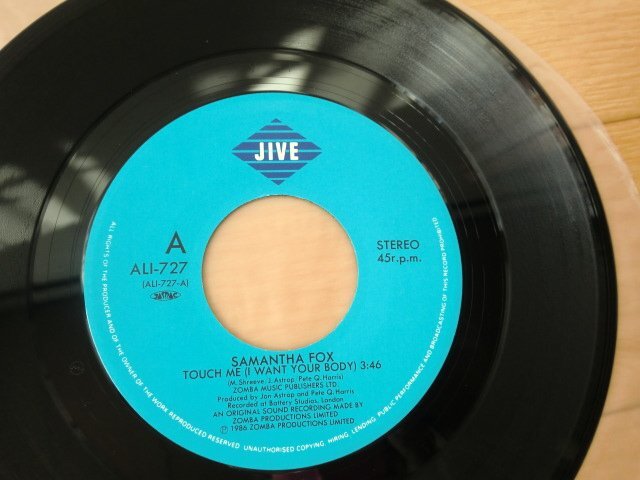 JIVE
A
ALI-727
(ALI-727-A)
STEREO
45r.p.m.
SAMANTHA FOX
TOUCH ME (I WANT YOUR BODY) 3:46
(M. Shreeve, J. Astrop, Pete Q. Harris)
ZOMBA MUSIC PUBLISHERS LTD.
Produced by Jon Astrop and Pete Q. Harris
Recorded at Battery Studios, London
AN ORIGINAL SOUND RECORDING MADE BY
ZOMBA PRODUCTIONS LIMITED
Ⓟ 1986 ZOMBA PRODUCTIONS LIMITED
ALL RIGHTS OF THE PRODUCER AND OF THE OWNER OF THE WORK REPRODUCED RESERVED UNAUTHORISED COPYING, HIRING, LENDING, PUBLIC PERFORMANCE AND BROADCASTING OF THIS RECORD PROHIBITED